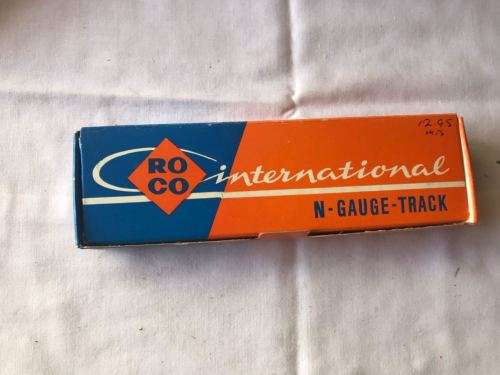 12.95
RO
CO
international
N-GAUGE-TRACK